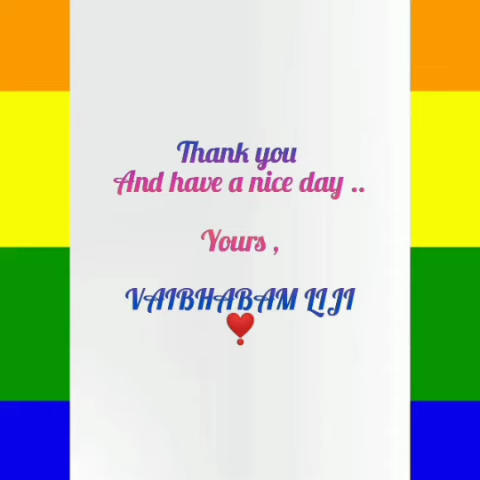 Thank you
And have a nice day ..
Yours ,
VAIBHABAM LIJI
❣